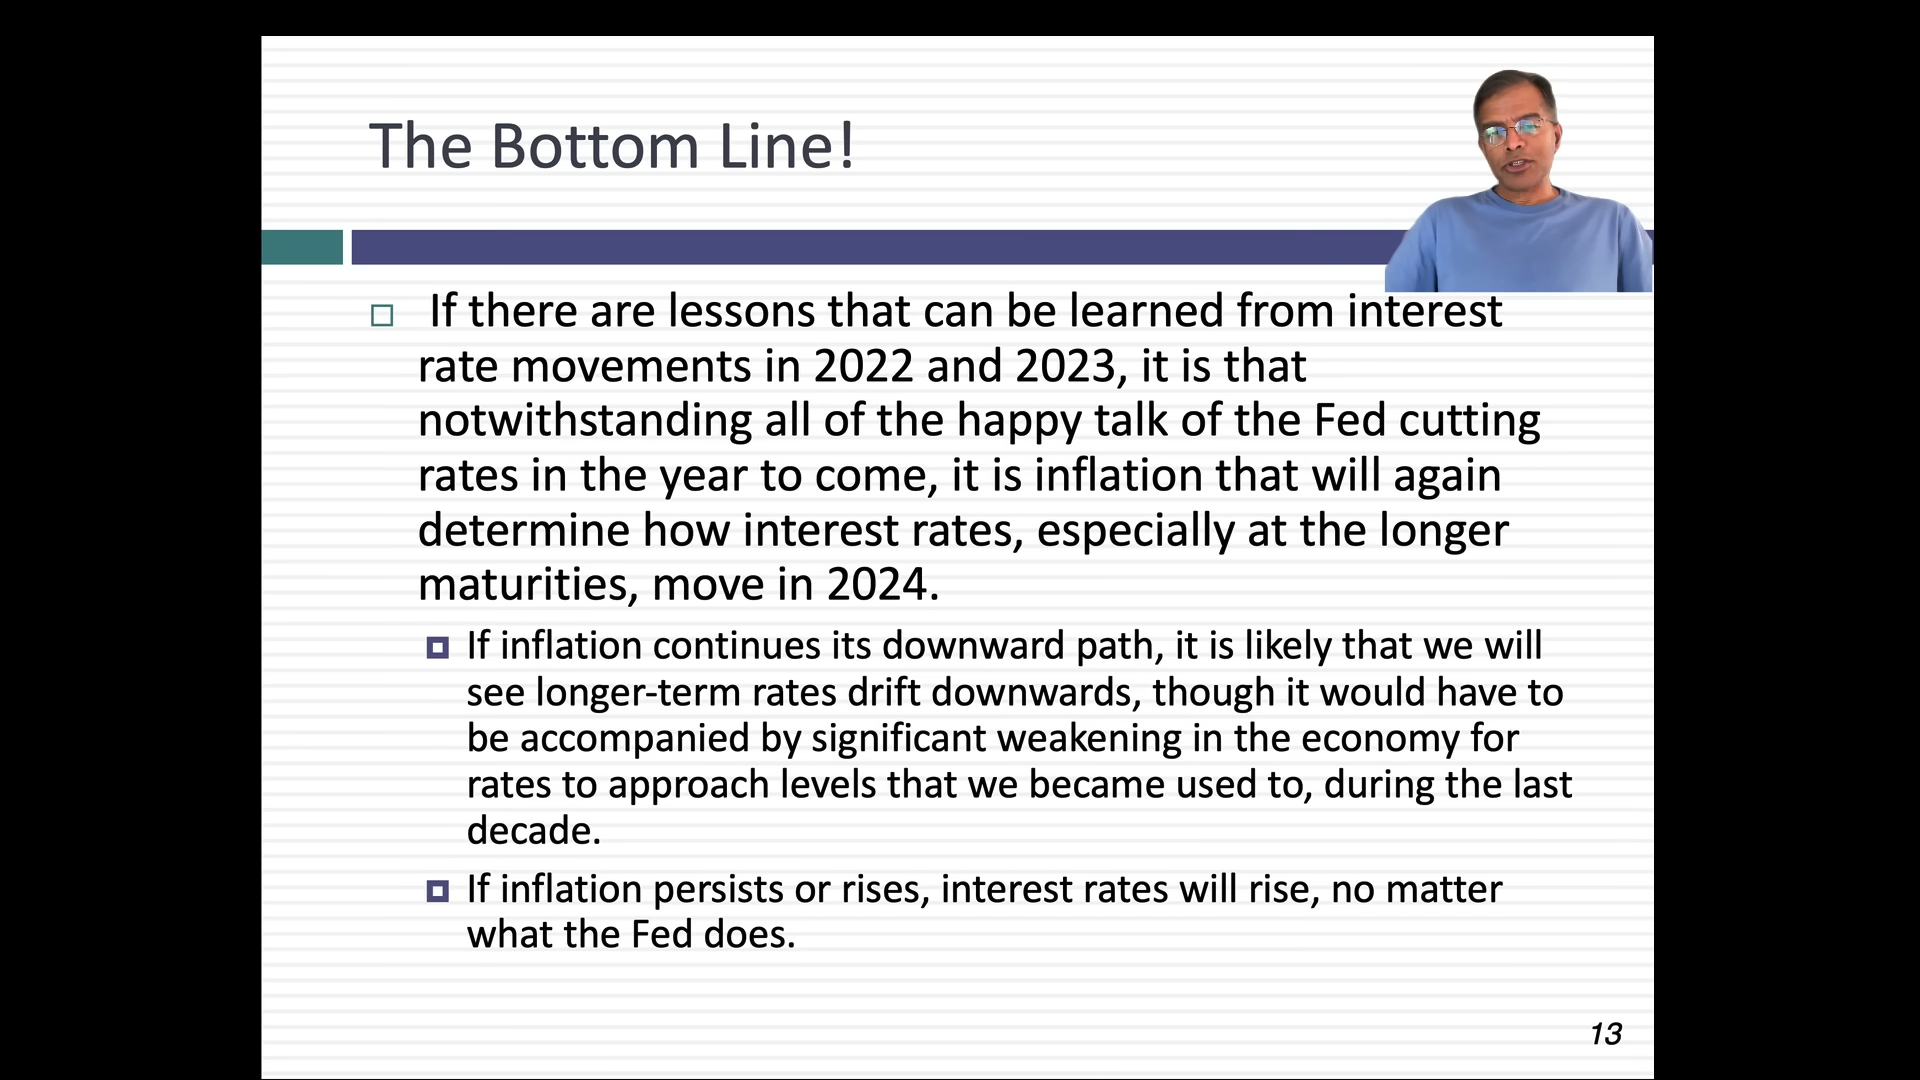 The Bottom Line!
If there are lessons that can be learned from interest
rate movements in 2022 and 2023, it is that
notwithstanding all of the happy talk of the Fed cutting
rates in the year to come, it is inflation that will again
determine how interest rates, especially at the longer
maturities, move in 2024.
If inflation continues its downward path, it is likely that we will
see longer-term rates drift downwards, though it would have to
be accompanied by significant weakening in the economy for
rates to approach levels that we became used to, during the last
decade.
If inflation persists or rises, interest rates will rise, no matter
what the Fed does.
13